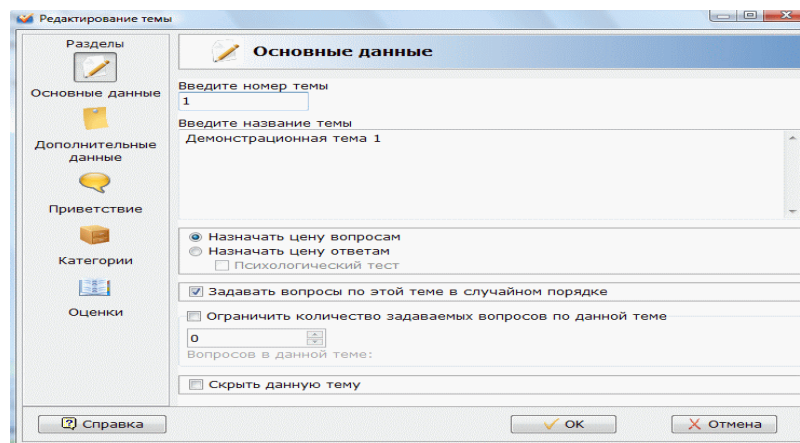 Редактирование темы
Разделы
Основные данные
Дополнительные
данные
Приветствие
Категории
Оценки
Основные данные
Введите номер темы
1
Введите название темы
Демонстрационная тема 1
Назначать цену вопросам
Назначать цену ответам
Психологический тест
Задавать вопросы по этой теме в случайном порядке
Ограничить количество задаваемых вопросов по данной теме
0
Вопросов в данной теме:
Скрыть данную тему
Справка
OK
Отмена